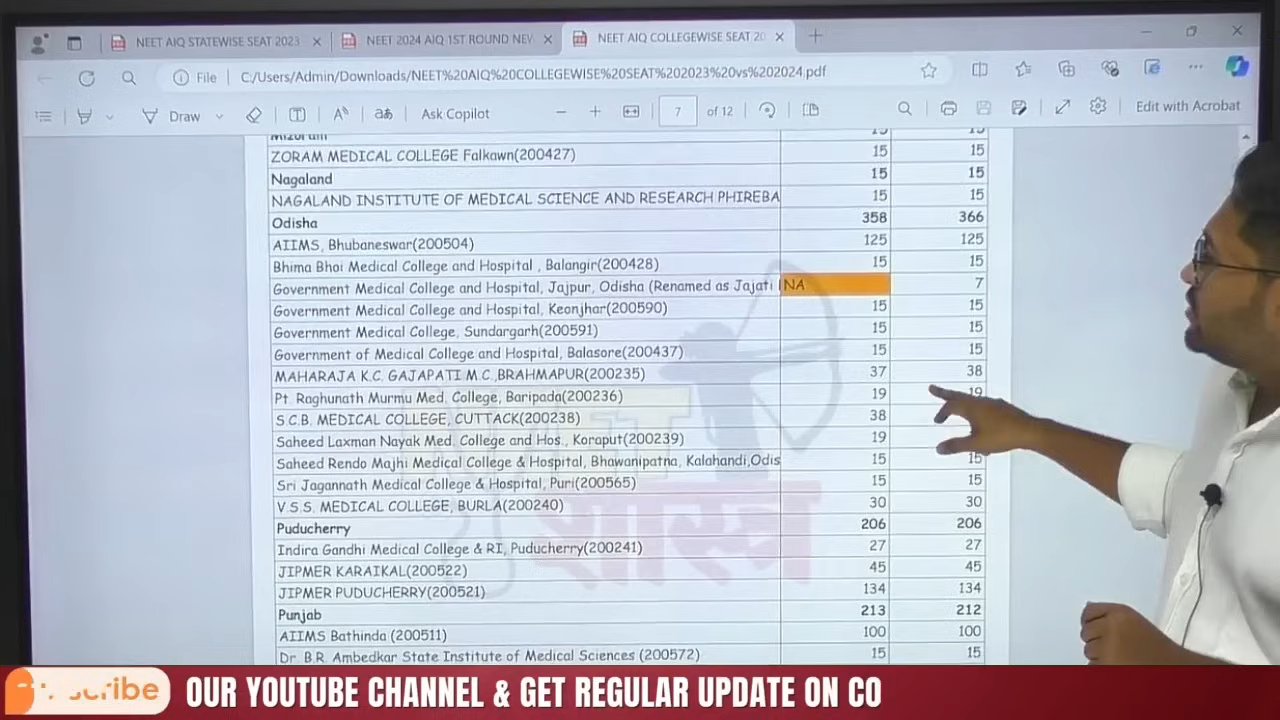 NEET AIQ STATEWISE SEAT 2023
NEET 2024 AIQ 1ST ROUND NEW
NEET AIQ COLLEGEWISE SEAT 20
File C:/Users/Admin/Downloads/NEET%20AIQ%20COLLEGEWISE%20SEAT%202023%20vs%202024.pdf
Draw Ask Copilot 7 of 12 Edit with Acrobat
Mizoram 15 15
ZORAM MEDICAL COLLEGE Falkawn(200427) 15 15
Nagaland 15 15
NAGALAND INSTITUTE OF MEDICAL SCIENCE AND RESEARCH PHIREBA 15 15
Odisha 358 366
AIIMS, Bhubaneswar(200504) 125 125
Bhima Bhoi Medical College and Hospital , Balangir(200428) 15 15
Government Medical College and Hospital, Jajpur, Odisha (Renamed as Jajati NA 7
Government Medical College and Hospital, Keonjhar(200590) 15 15
Government Medical College, Sundargarh(200591) 15 15
Government of Medical College and Hospital, Balasore(200437) 15 15
MAHARAJA K.C. GAJAPATI M C ,BRAHMAPUR(200235) 37 38
Pt. Raghunath Murmu Med. College, Baripada(200236) 19 19
S.C.B. MEDICAL COLLEGE, CUTTACK(200238) 38
Saheed Laxman Nayak Med. College and Hos., Koraput(200239) 19
Saheed Rendo Majhi Medical College & Hospital, Bhawanipatna, Kalahandi,Odis 15 15
Sri Jagannath Medical College & Hospital, Puri(200565) 15 15
V.S.S. MEDICAL COLLEGE, BURLA(200240) 30 30
Puducherry 206 206
Indira Gandhi Medical College & RI, Puducherry(200241) 27 27
JIPMER KARAIKAL(200522) 45 45
JIPMER PUDUCHERRY(200521) 134 134
Punjab 213 212
AIIMS Bathinda (200511) 100 100
Dr. B.R. Ambedkar State Institute of Medical Sciences (200572) 15 15
शास्त्र
OUR YOUTUBE CHANNEL & GET REGULAR UPDATE ON CO